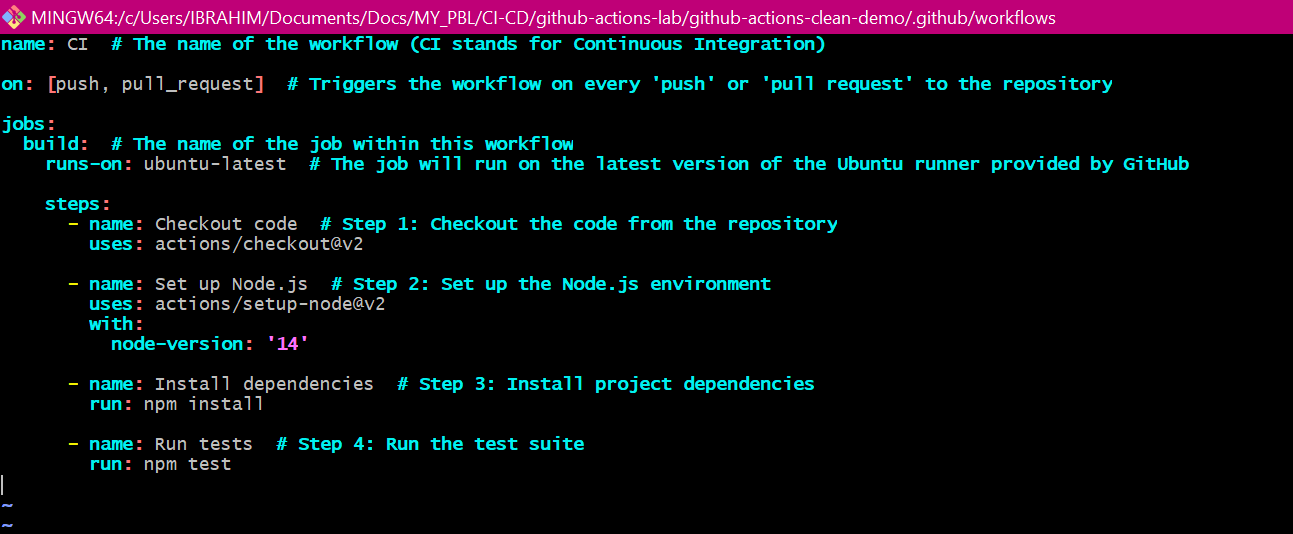 MINGW64:/c/Users/IBRAHIM/Documents/Docs/MY_PBL/CI-CD/github-actions-lab/github-actions-clean-demo/.github/workflows
name: CI  # The name of the workflow (CI stands for Continuous Integration)
on: [push, pull_request]  # Triggers the workflow on every 'push' or 'pull request' to the repository
jobs:
  build:  # The name of the job within this workflow
    runs-on: ubuntu-latest  # The job will run on the latest version of the Ubuntu runner provided by GitHub
    steps:
      - name: Checkout code  # Step 1: Checkout the code from the repository
        uses: actions/checkout@v2
      - name: Set up Node.js  # Step 2: Set up the Node.js environment
        uses: actions/setup-node@v2
        with:
          node-version: '14'
      - name: Install dependencies  # Step 3: Install project dependencies
        run: npm install
      - name: Run tests  # Step 4: Run the test suite
        run: npm test
~
~